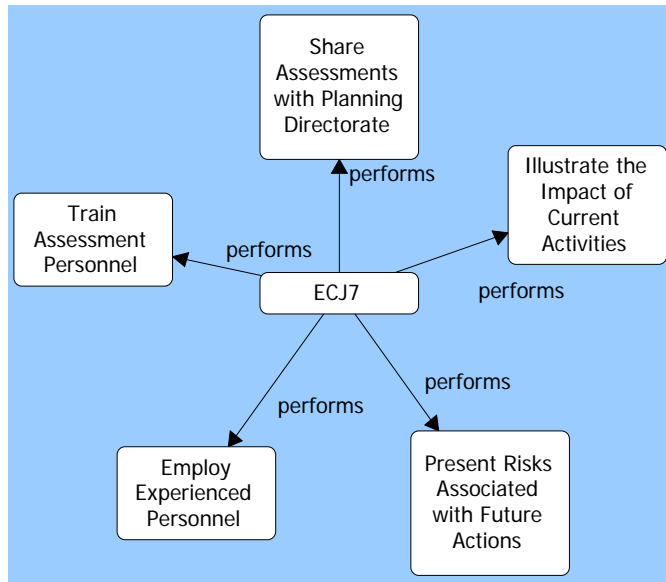 Share
Assessments
with Planning
Directorate
performs
Illustrate the
Impact of
Current
Activities
Train
Assessment
Personnel
performs
ECJ7
performs
performs
performs
Employ
Experienced
Personnel
Present Risks
Associated
with Future
Actions